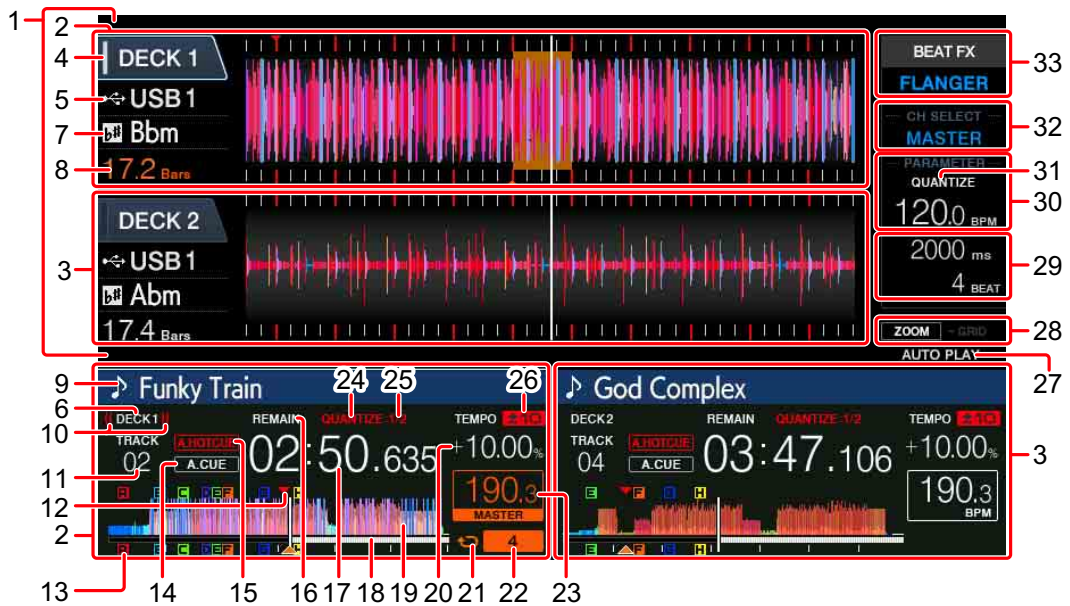 1
2
4
DECK 1
BEAT FX
33
FLANGER
5
USB 1
CH SELECT
32
MASTER
7
b# Bbm
PARAMETER
31
QUANTIZE
8
17.2 Bars
120.0 BPM
30
DECK 2
2000 ms
29
4 BEAT
3
USB 1
b# Abm
17.4 Bars
ZOOM - GRID
28
AUTO PLAY
27
9
♪ Funky Train
24
25
26
♪ God Complex
6
DECK1
REMAIN
QUANTIZE 1/2
TEMPO
±10
DECK2
REMAIN
QUANTIZE 1/2
TEMPO
±10
10
TRACK
A.HOTCUE
02:50.635
+10.00%
TRACK
A.HOTCUE
03:47.106
+10.00%
11
02
A.CUE
04
A.CUE
3
12
190.3
MASTER
190.3
BPM
2
4
13
14
15
16
17
18
19
20
21
22
23